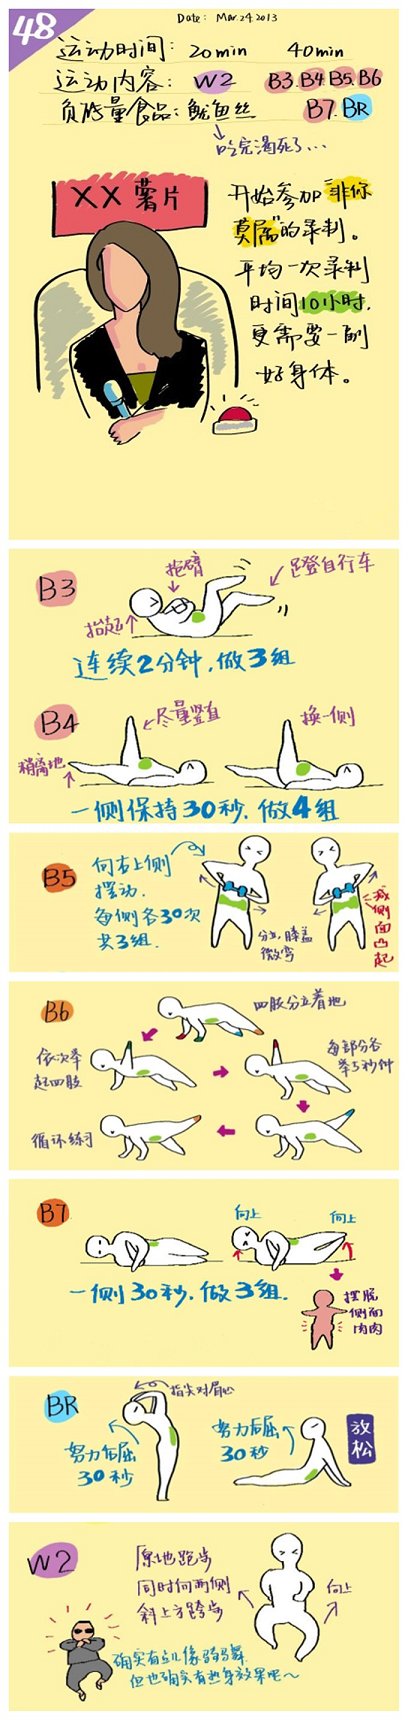 48
Date: Mar.24.2013
运动时间: 20min 40min
运动内容: W2 B3.B4.B5.B6
负能量食品: 鱿鱼丝 B7.BR
吃完渴死了...
XX 薯片
开始参加"非你
莫属"的录制。
平均一次录制
时间10小时.
更需要一副
好身体。
B3
抱臂
足登自行车
抬起
连续2分钟,做3组
B4
尽量竖直
换一侧
稍离地
一侧保持30秒.做4组
B5
向右上侧
摆动.
每侧各30次
共3组.
分立,膝盖
微弯
减侧面凸起
B6
四肢分立着地
依次举
起四肢
每部分各
举5秒钟
循环练习
B7
向上
向上
一侧30秒,做3组.
摆脱
侧面
肉肉
BR
指尖对眉心
努力后屈
30秒
努力后屈
30秒
放松
W2
原地跑步
同时向两侧
斜上方跨步
向上
确实有点儿像骑马舞
但也确实有热身效果吧~